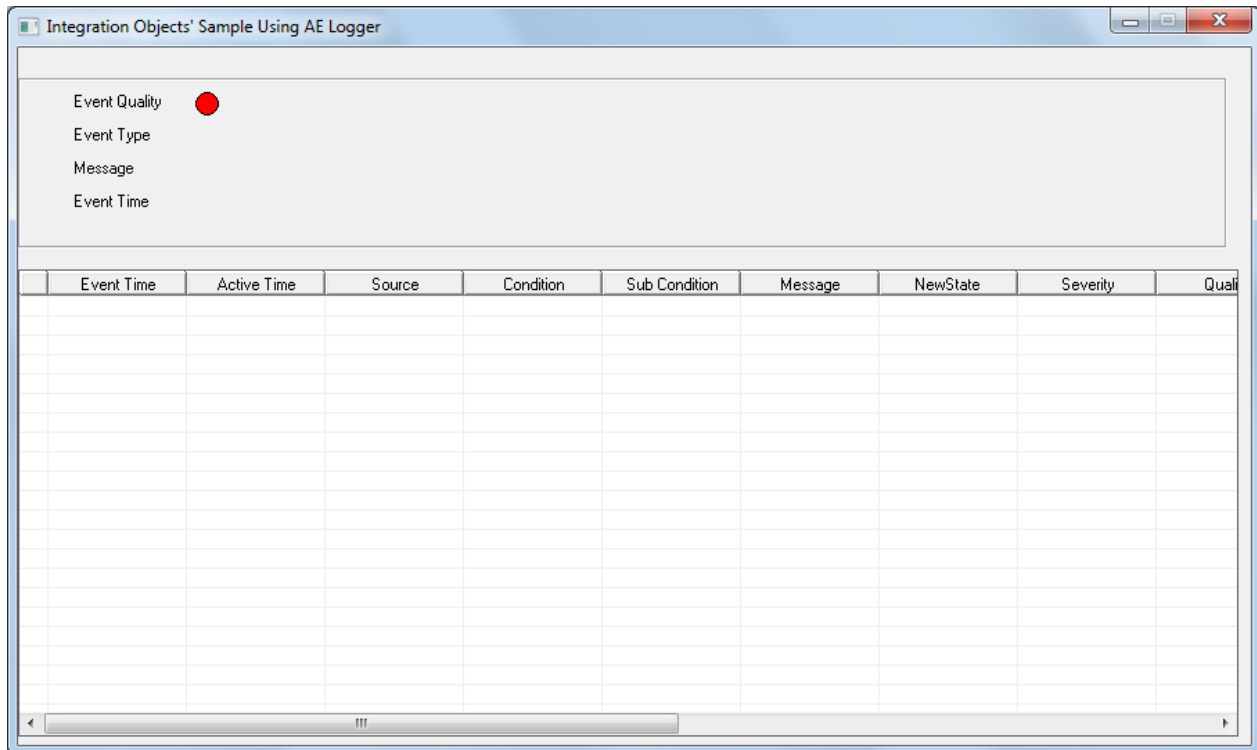 Integration Objects' Sample Using AE Logger
Event Quality
Event Type
Message
Event Time
Event Time Active Time Source Condition Sub Condition Message NewState Severity Quali